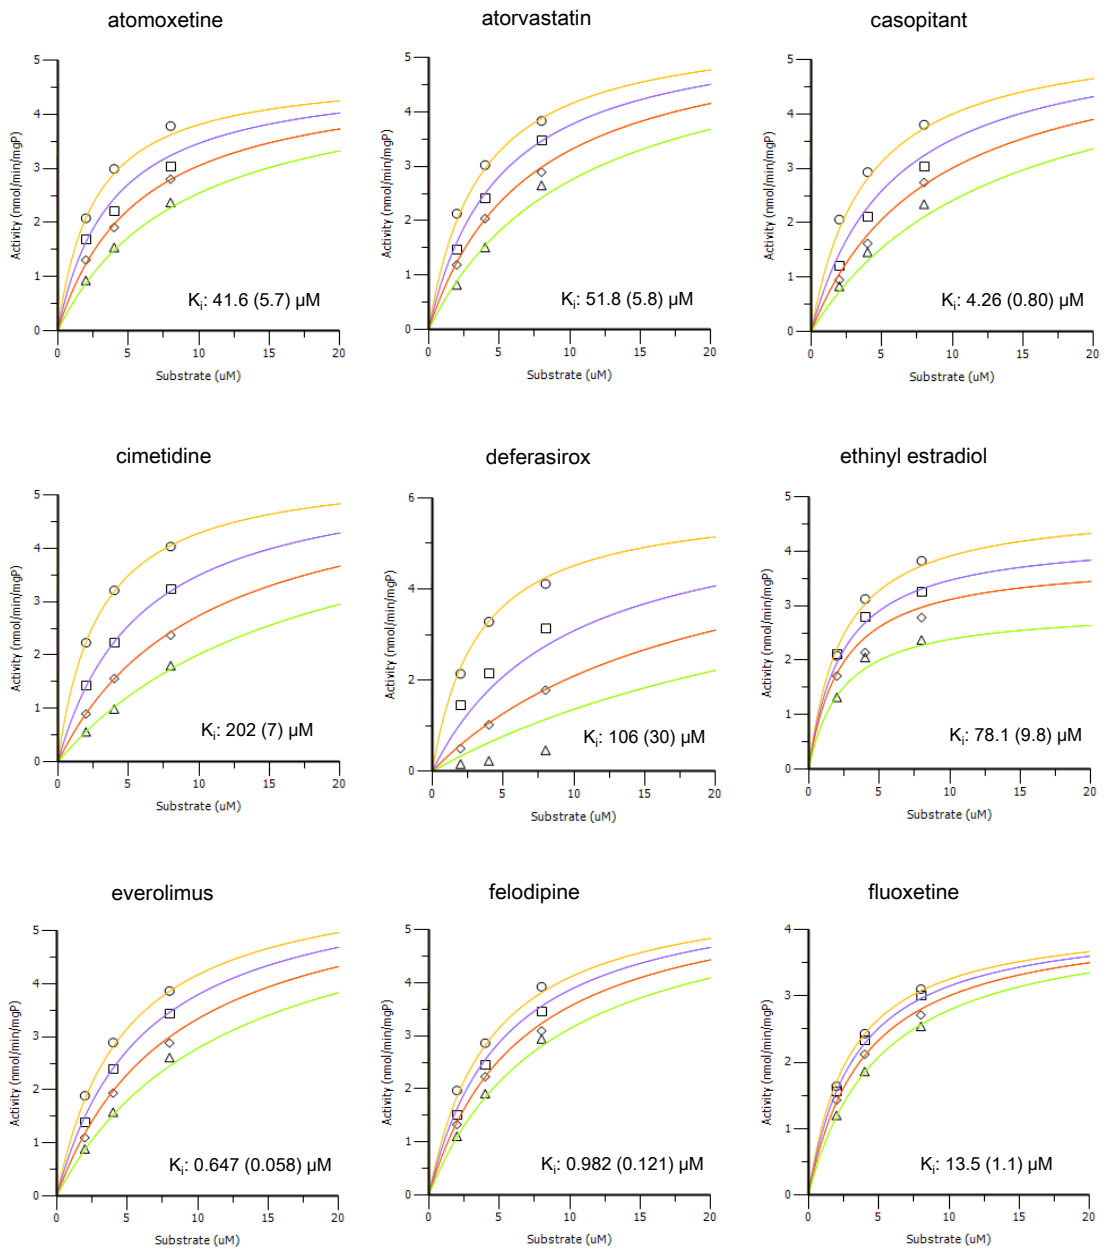 atomoxetine
atorvastatin
casopitant
5
4
3
2
1
0
Activity (nmol/min/mgP)
0
5
10
15
20
Substrate (uM)
Kᵢ: 41.6 (5.7) µM
5
4
3
2
1
0
Activity (nmol/min/mgP)
0
5
10
15
20
Substrate (uM)
Kᵢ: 51.8 (5.8) µM
5
4
3
2
1
0
Activity (nmol/min/mgP)
0
5
10
15
20
Substrate (uM)
Kᵢ: 4.26 (0.80) µM
cimetidine
deferasirox
ethinyl estradiol
5
4
3
2
1
0
Activity (nmol/min/mgP)
0
5
10
15
20
Substrate (uM)
Kᵢ: 202 (7) µM
6
4
2
0
Activity (nmol/min/mgP)
0
5
10
15
20
Substrate (uM)
Kᵢ: 106 (30) µM
5
4
3
2
1
0
Activity (nmol/min/mgP)
0
5
10
15
20
Substrate (uM)
Kᵢ: 78.1 (9.8) µM
everolimus
felodipine
fluoxetine
5
4
3
2
1
0
Activity (nmol/min/mgP)
0
5
10
15
20
Substrate (uM)
Kᵢ: 0.647 (0.058) µM
5
4
3
2
1
0
Activity (nmol/min/mgP)
0
5
10
15
20
Substrate (uM)
Kᵢ: 0.982 (0.121) µM
4
3
2
1
0
Activity (nmol/min/mgP)
0
5
10
15
20
Substrate (uM)
Kᵢ: 13.5 (1.1) µM